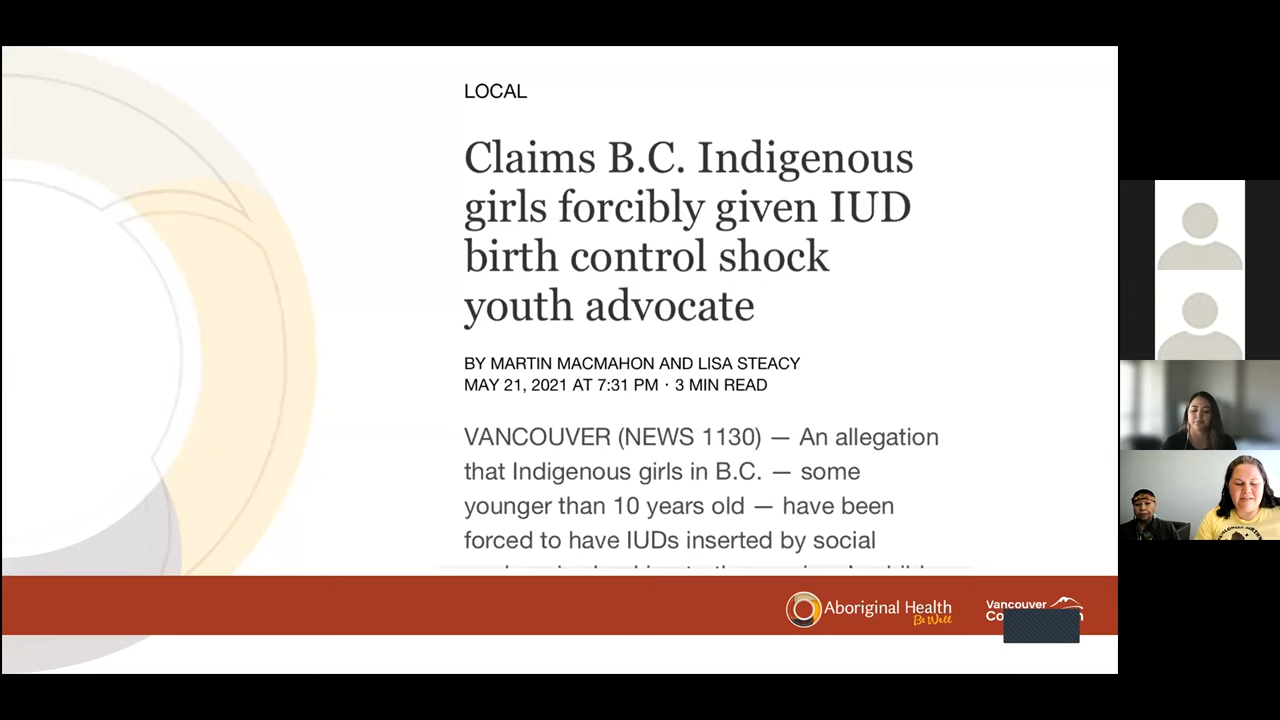 LOCAL
Claims B.C. Indigenous
girls forcibly given IUD
birth control shock
youth advocate
BY MARTIN MACMAHON AND LISA STEACY
MAY 21, 2021 AT 7:31 PM · 3 MIN READ
VANCOUVER (NEWS 1130) — An allegation
that Indigenous girls in B.C. — some
younger than 10 years old — have been
forced to have IUDs inserted by social
Aboriginal Health
Be Well
Vancouver